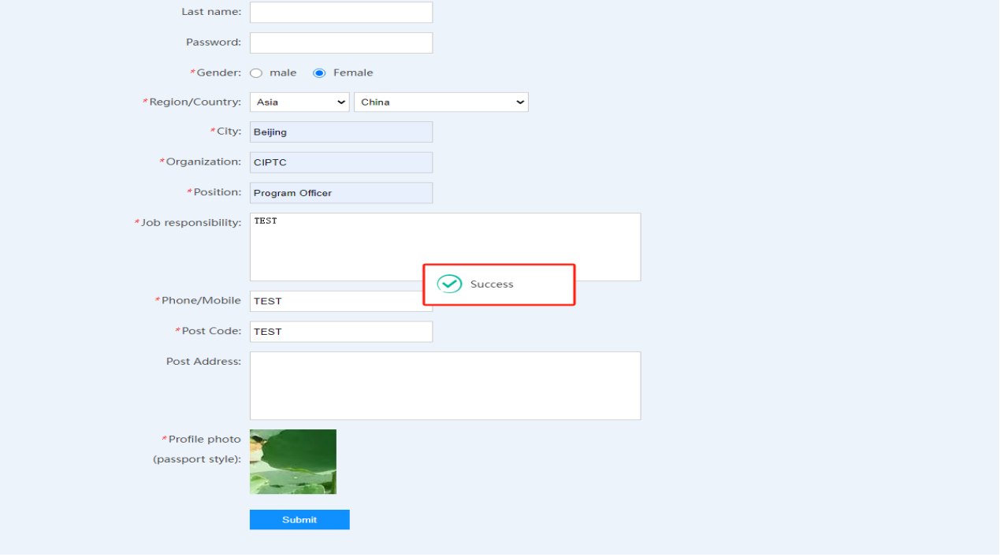 Last name:
Password:
*Gender: male Female
*Region/Country: Asia China
*City: Beijing
*Organization: CIPTC
*Position: Program Officer
*Job responsibility: TEST
Success
*Phone/Mobile TEST
*Post Code: TEST
Post Address:
*Profile photo
(passport style):
Submit